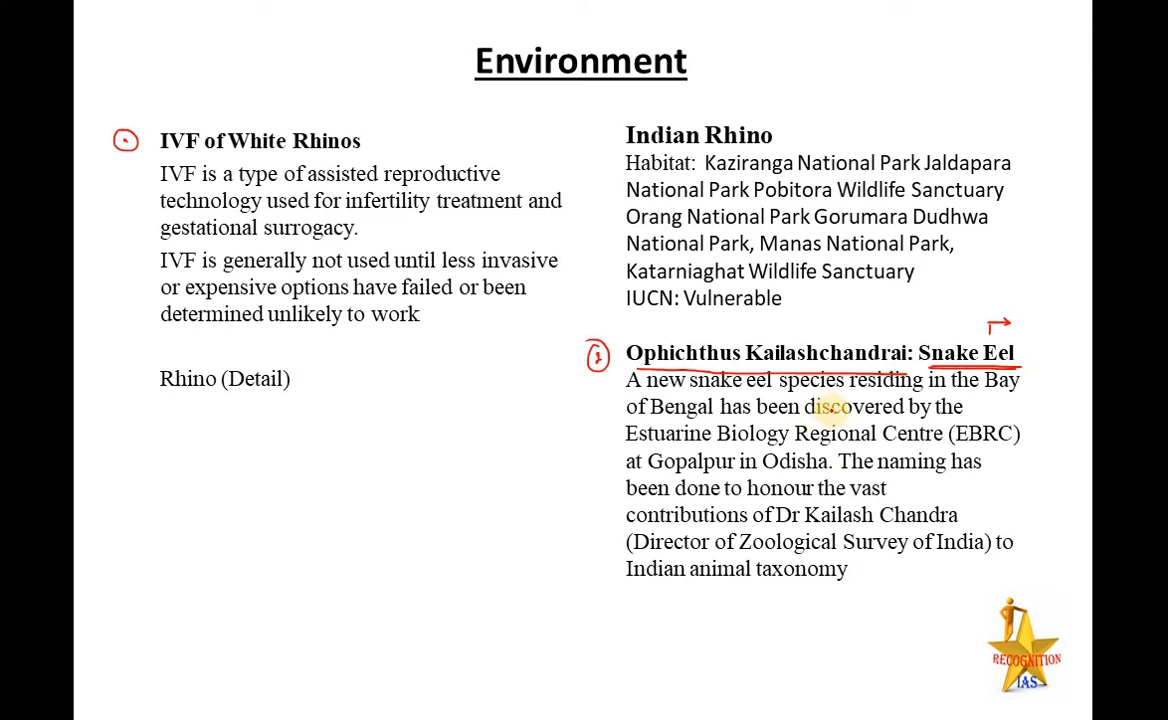 Environment
IVF of White Rhinos
IVF is a type of assisted reproductive
technology used for infertility treatment and
gestational surrogacy.
IVF is generally not used until less invasive
or expensive options have failed or been
determined unlikely to work
Rhino (Detail)
Indian Rhino
Habitat: Kaziranga National Park Jaldapara
National Park Pobitora Wildlife Sanctuary
Orang National Park Gorumara Dudhwa
National Park, Manas National Park,
Katarniaghat Wildlife Sanctuary
IUCN: Vulnerable
Ophichthus Kailashchandrai: Snake Eel
A new snake eel species residing in the Bay
of Bengal has been discovered by the
Estuarine Biology Regional Centre (EBRC)
at Gopalpur in Odisha. The naming has
been done to honour the vast
contributions of Dr Kailash Chandra
(Director of Zoological Survey of India) to
Indian animal taxonomy
RECOGNITION
IAS